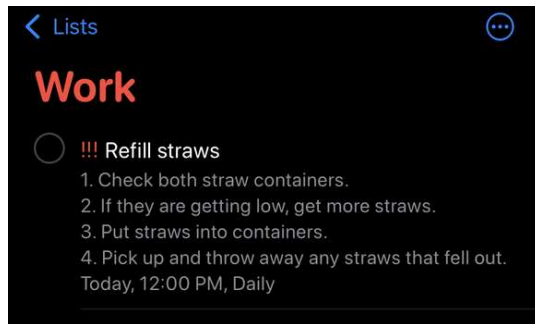 Lists
Work
!!! Refill straws
1. Check both straw containers.
2. If they are getting low, get more straws.
3. Put straws into containers.
4. Pick up and throw away any straws that fell out.
Today, 12:00 PM, Daily